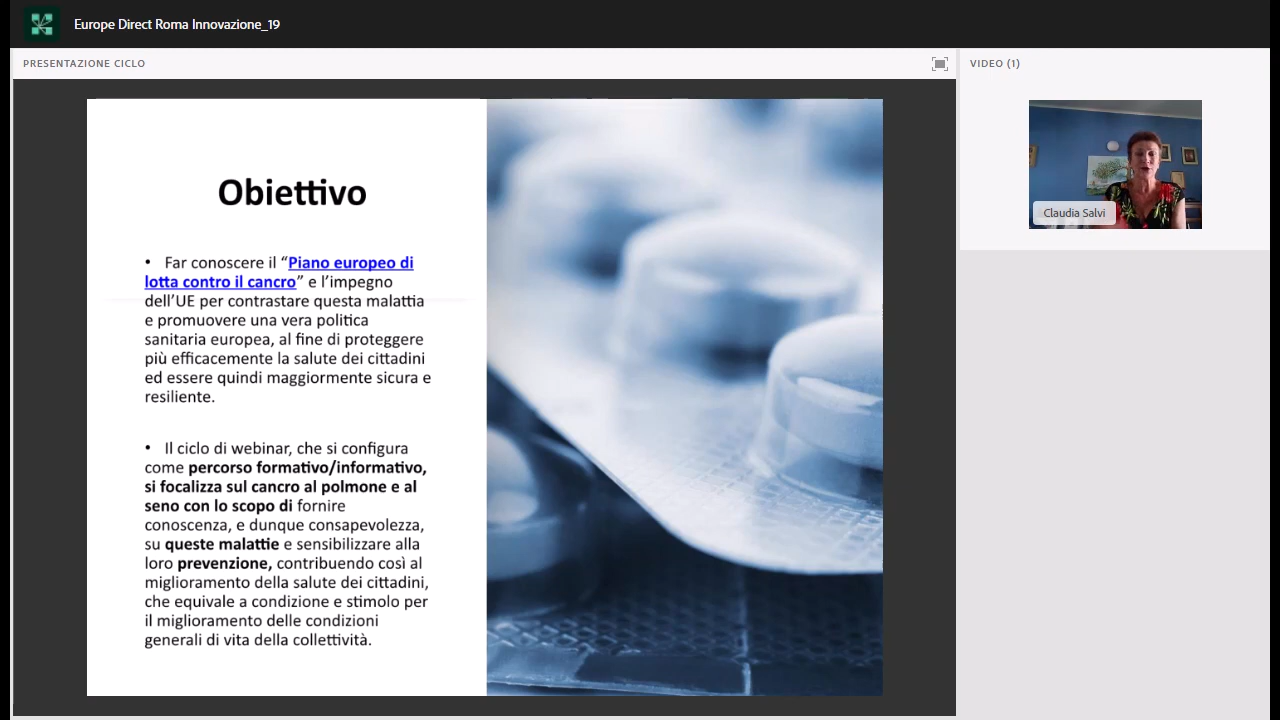 Europe Direct Roma Innovazione_19
PRESENTAZIONE CICLO
VIDEO (1)
Claudia Salvi
Obiettivo
• Far conoscere il “Piano europeo di
lotta contro il cancro” e l’impegno
dell’UE per contrastare questa malattia
e promuovere una vera politica
sanitaria europea, al fine di proteggere
più efficacemente la salute dei cittadini
ed essere quindi maggiormente sicura e
resiliente.
• Il ciclo di webinar, che si configura
come percorso formativo/informativo,
si focalizza sul cancro al polmone e al
seno con lo scopo di fornire
conoscenza, e dunque consapevolezza,
su queste malattie e sensibilizzare alla
loro prevenzione, contribuendo così al
miglioramento della salute dei cittadini,
che equivale a condizione e stimolo per
il miglioramento delle condizioni
generali di vita della collettività.